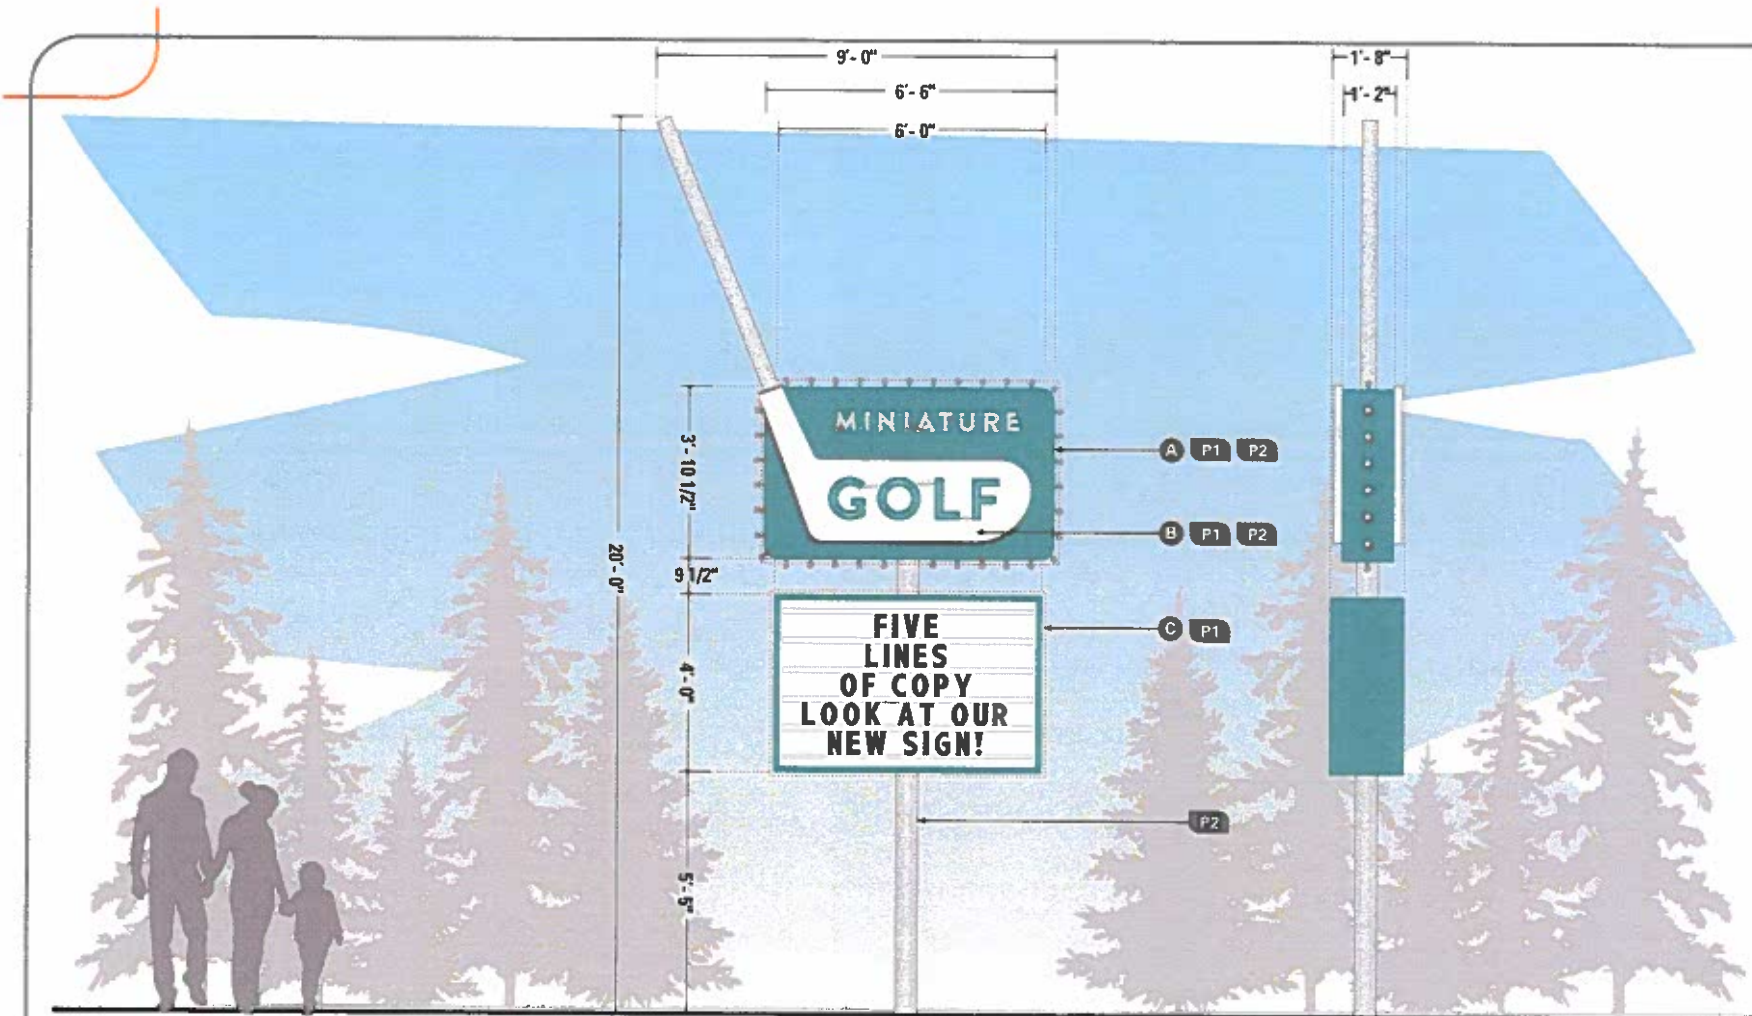 9'- 0"
1'- 8"
6'- 6"
1'- 2"
6'- 0"
MINIATURE
GOLF
3'- 10 1/2"
A P1 P2
B P1 P2
20'- 0"
9 1/2"
FIVE
LINES
OF COPY
LOOK AT OUR
NEW SIGN!
C P1
4'- 0"
P2
5'- 5"